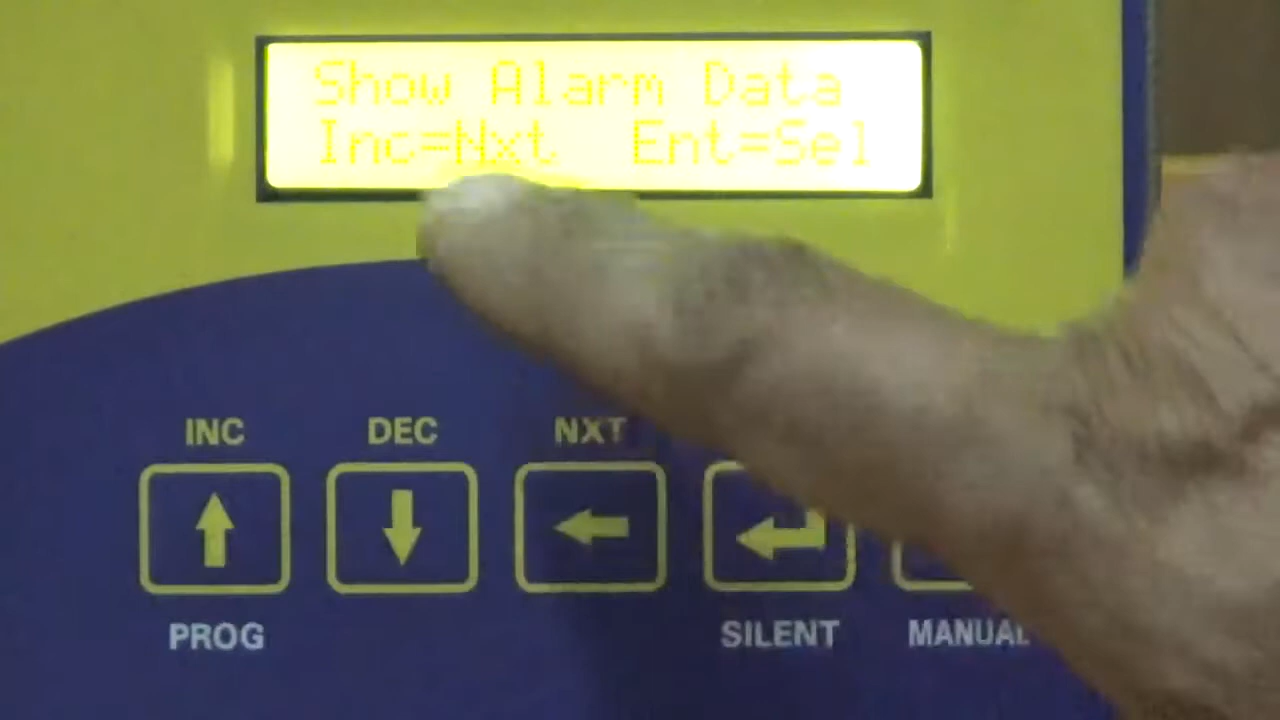 Show Alarm Data
Inc=Nxt Ent=Sel
INC DEC NXT
PROG SILENT MANUAL